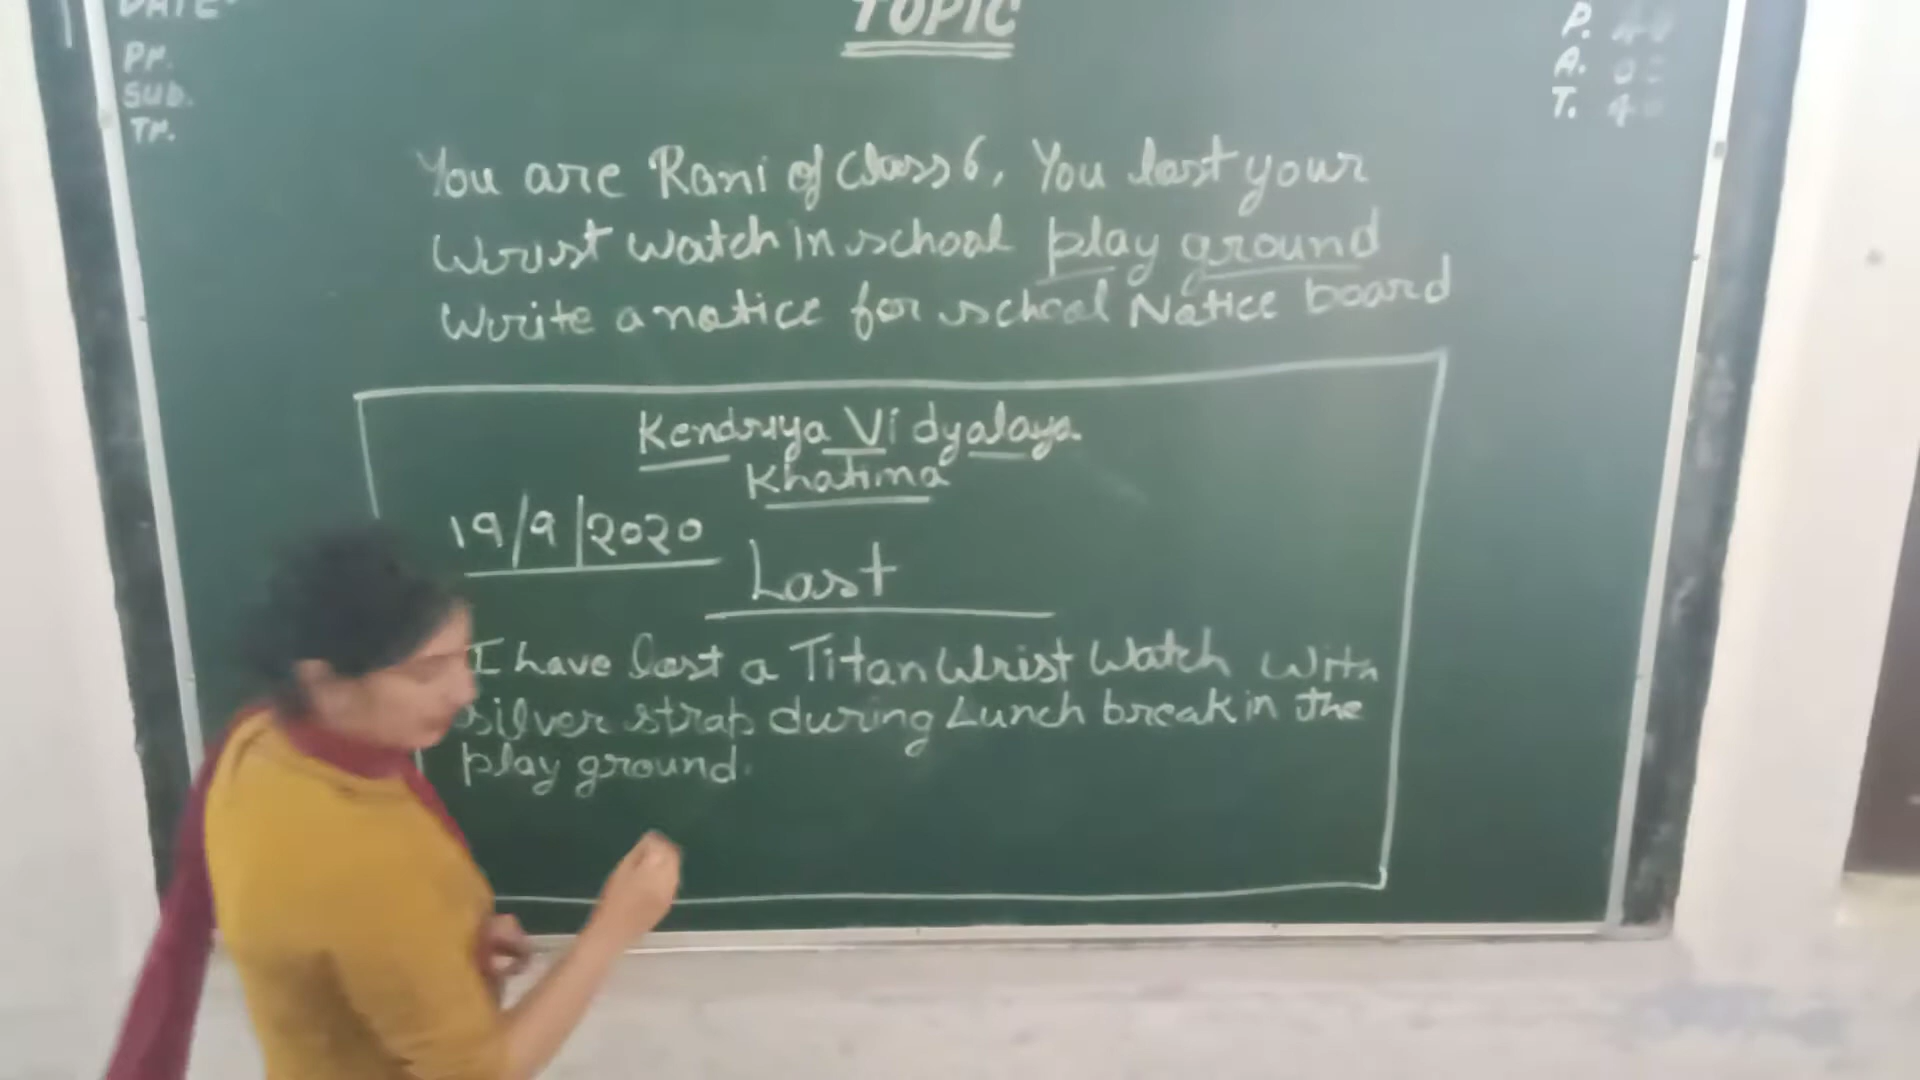 DATE
TOPIC
P.
Pr.
A.
SUB.
T.
Tr.
You are Rani of class 6, You lost your
Wrist watch in school play ground
Write a notice for school Notice board
Kendriya Vidyalaya
Khatima
19/9/2020
Lost
I have lost a Titan Wrist Watch with
silver strap during Lunch break in the
play ground.